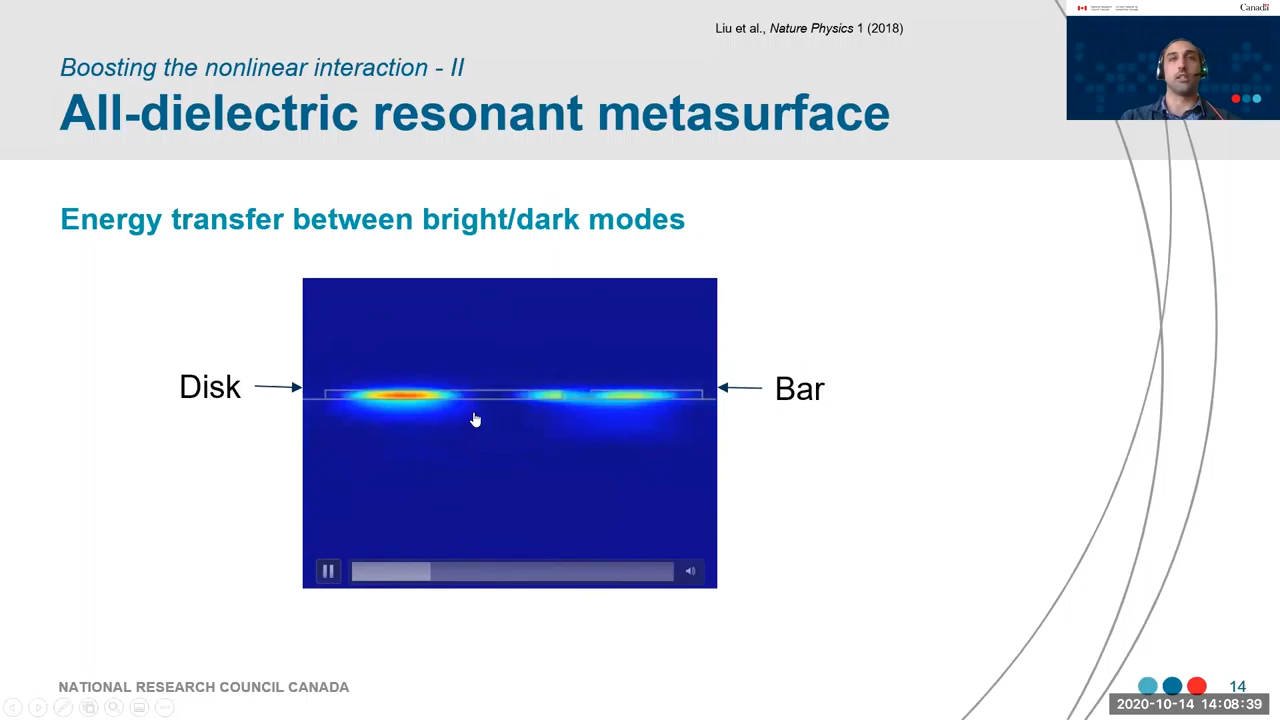 Liu et al., Nature Physics 1 (2018)
Canada
Boosting the nonlinear interaction - II
All-dielectric resonant metasurface
Energy transfer between bright/dark modes
Disk
Bar
NATIONAL RESEARCH COUNCIL CANADA
14
2020-10-14 14:08:39